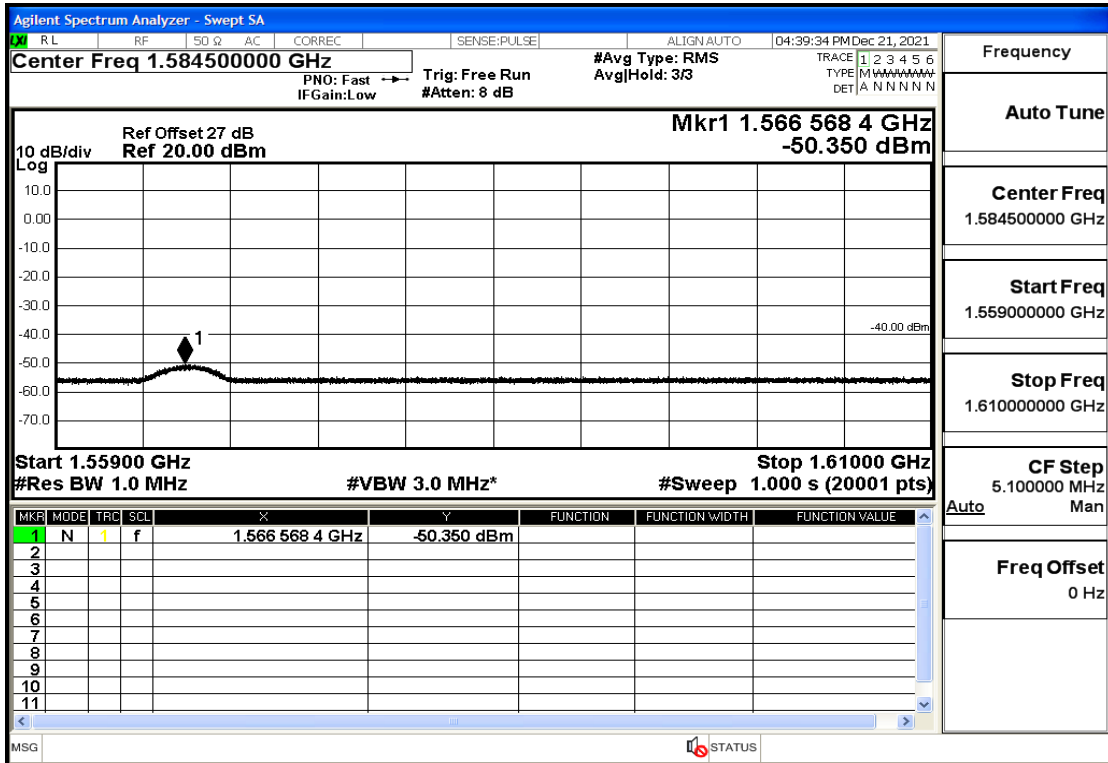 Agilent Spectrum Analyzer - Swept SA
LXI RL RF 50 Ω AC CORREC SENSE:PULSE ALIGN AUTO 04:39:34 PM Dec 21, 2021
Center Freq 1.584500000 GHz
PNO: Fast
IFGain:Low
Trig: Free Run
#Atten: 8 dB
#Avg Type: RMS
Avg|Hold: 3/3
TRACE 1 2 3 4 5 6
TYPE M WWWWW
DET A N N N N N
Ref Offset 27 dB
Ref 20.00 dBm
10 dB/div
Log
Mkr1 1.566 568 4 GHz
-50.350 dBm
10.0
0.00
-10.0
-20.0
-30.0
-40.0
-50.0
-60.0
-70.0
1
-40.00 dBm
Start 1.55900 GHz
Stop 1.61000 GHz
#Res BW 1.0 MHz
#VBW 3.0 MHz*
#Sweep 1.000 s (20001 pts)
MKR MODE TRC SCL X Y FUNCTION FUNCTION WIDTH FUNCTION VALUE
1 N 1 f 1.566 568 4 GHz -50.350 dBm
2
3
4
5
6
7
8
9
10
11
MSG
STATUS
Frequency
Auto Tune
Center Freq
1.584500000 GHz
Start Freq
1.559000000 GHz
Stop Freq
1.610000000 GHz
CF Step
5.100000 MHz
Auto Man
Freq Offset
0 Hz